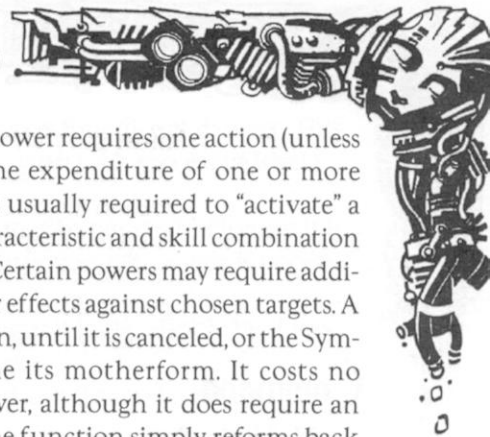 ower requires one action (unless
he expenditure of one or more
usually required to “activate” a
racteristic and skill combination
Certain powers may require addi-
r effects against chosen targets. A
n, until it is canceled, or the Sym-
e its motherform. It costs no
ver, although it does require an
e function simply reforms back